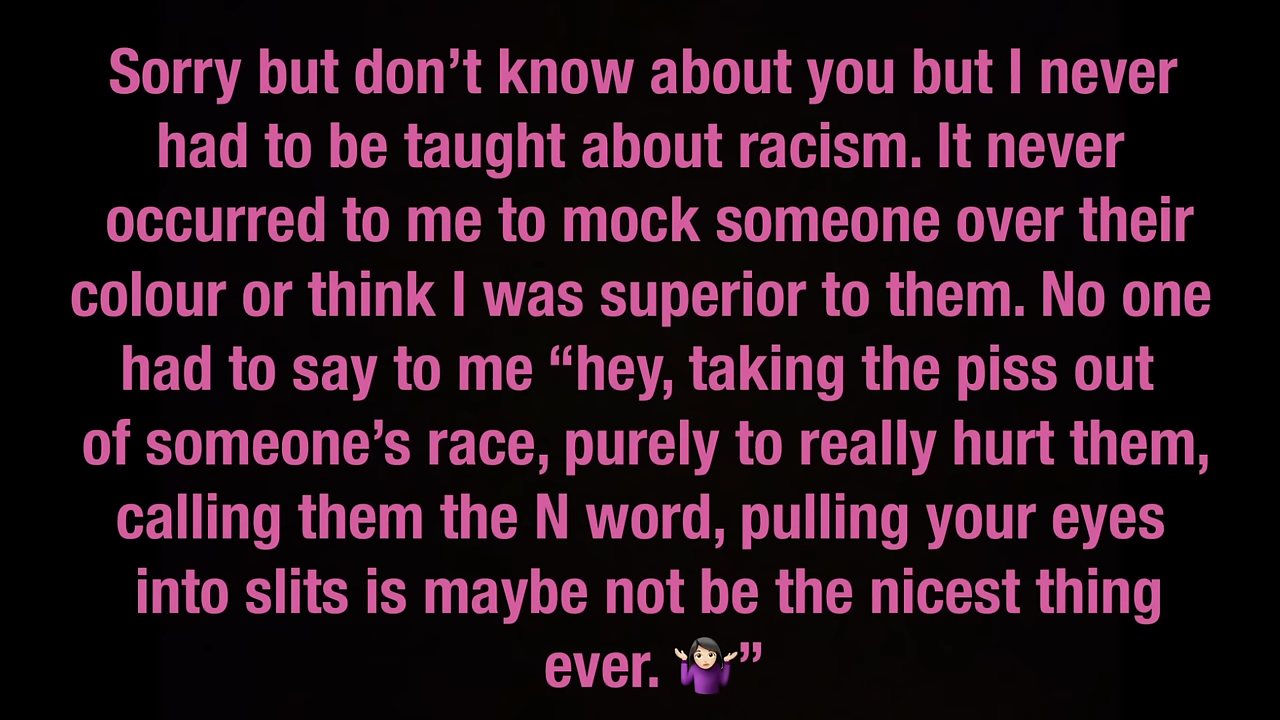 Sorry but don’t know about you but I never
had to be taught about racism. It never
occurred to me to mock someone over their
colour or think I was superior to them. No one
had to say to me “hey, taking the piss out
of someone’s race, purely to really hurt them,
calling them the N word, pulling your eyes
into slits is maybe not be the nicest thing
ever. 🤷🏻‍♀️”